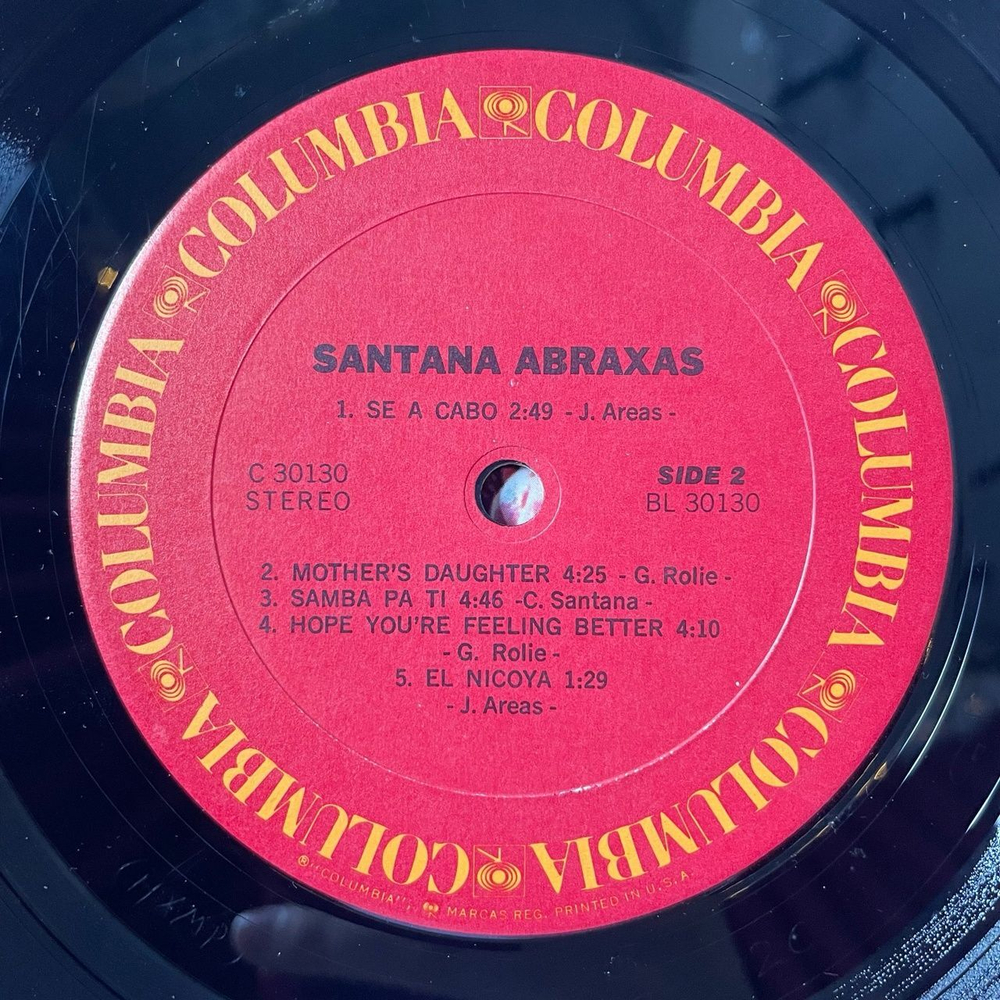 COLUMBIA COLUMBIA COLUMBIA COLUMBIA COLUMBIA COLUMBIA
SANTANA ABRAXAS
1. SE A CABO 2:49 - J. Areas -
C 30130
STEREO
SIDE 2
BL 30130
2. MOTHER'S DAUGHTER 4:25 - G. Rolie -
3. SAMBA PA TI 4:46 -C. Santana -
4. HOPE YOU'RE FEELING BETTER 4:10
- G. Rolie -
5. EL NICOYA 1:29
- J. Areas -
® "COLUMBIA", MARCAS REG. PRINTED IN U.S.A.
2C